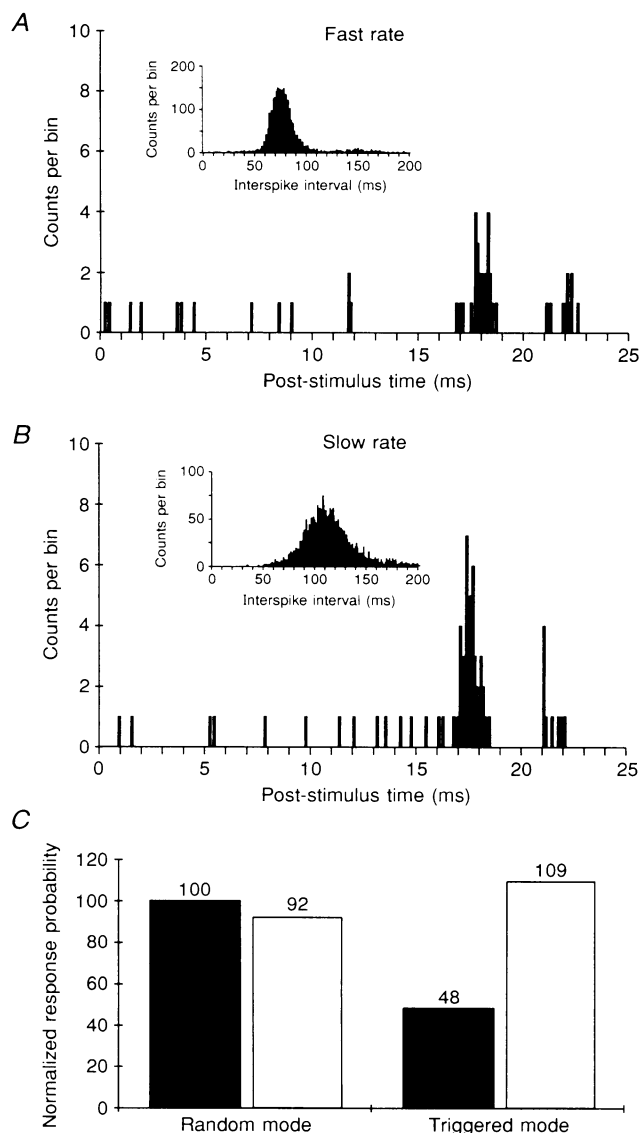 A
Fast rate
10
8
6
4
2
0
Counts per bin
200
100
0
Counts per bin
0 50 100 150 200
Interspike interval (ms)
0 5 10 15 20 25
Post-stimulus time (ms)
B
Slow rate
10
8
6
4
2
0
Counts per bin
100
50
0
Counts per bin
0 50 100 150 200
Interspike interval (ms)
0 5 10 15 20 25
Post-stimulus time (ms)
C
Normalized response probability
120
100
80
60
40
20
0
100
92
48
109
Random mode Triggered mode